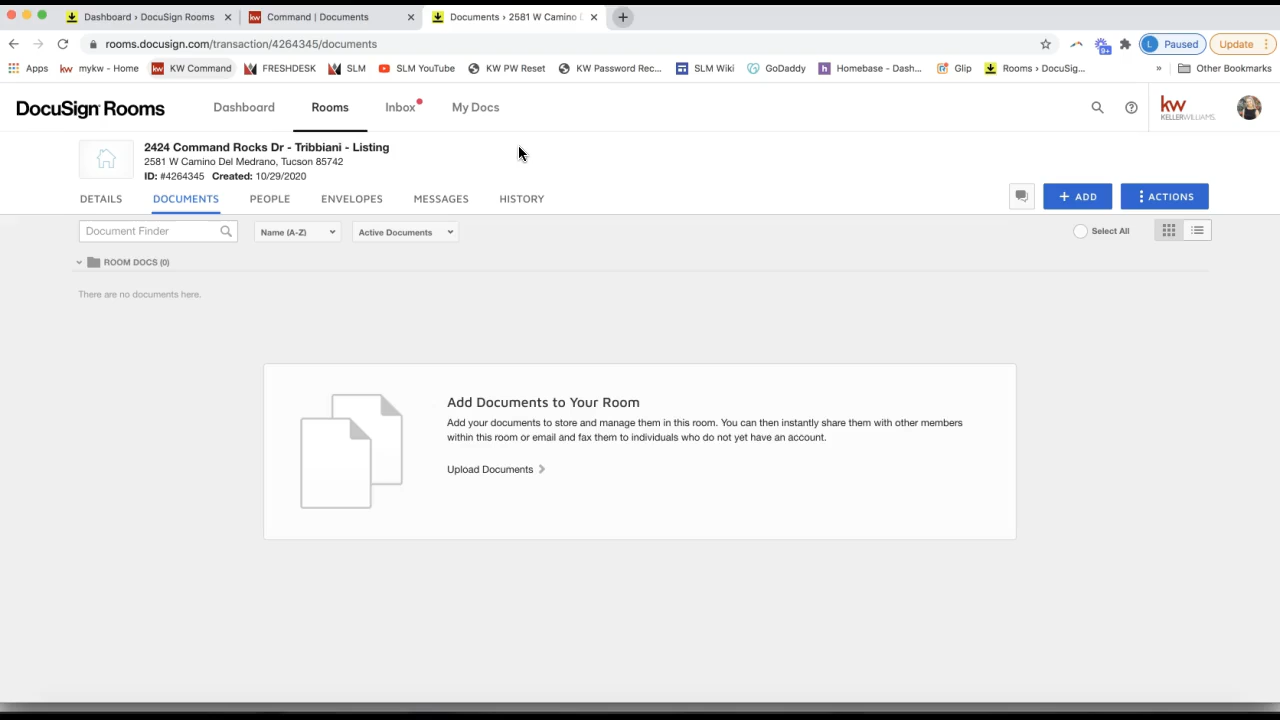 Dashboard › DocuSign Rooms
Command | Documents
Documents › 2581 W Camino D
rooms.docusign.com/transaction/4264345/documents
L Paused
Update
Apps
mykw - Home
KW Command
FRESHDESK
SLM
SLM YouTube
KW PW Reset
KW Password Rec...
SLM Wiki
GoDaddy
Homebase - Dash...
Glip
Rooms › DocuSig...
»
Other Bookmarks
DocuSign Rooms
Dashboard
Rooms
Inbox
My Docs
kw
KELLERWILLIAMS.
2424 Command Rocks Dr - Tribbiani - Listing
2581 W Camino Del Medrano, Tucson 85742
ID: #4264345 Created: 10/29/2020
DETAILS
DOCUMENTS
PEOPLE
ENVELOPES
MESSAGES
HISTORY
+ ADD
ACTIONS
Document Finder
Name (A-Z)
Active Documents
Select All
ROOM DOCS (0)
There are no documents here.
Add Documents to Your Room
Add your documents to store and manage them in this room. You can then instantly share them with other members
within this room or email and fax them to individuals who do not yet have an account.
Upload Documents